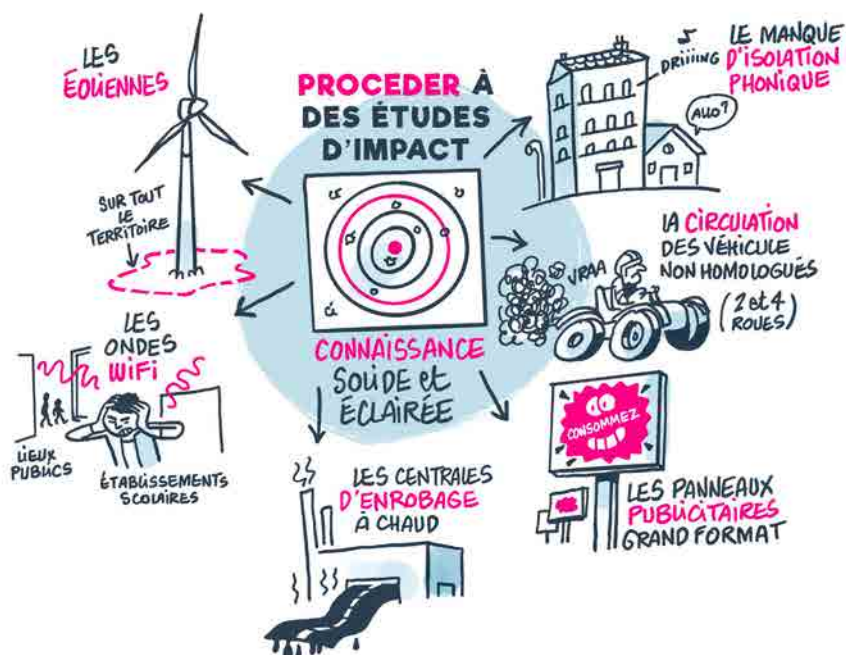 PROCEDER À
DES ÉTUDES
D'IMPACT
CONNAISSANCE
SOLIDE et
ÉCLAIRÉE
LES
ÉOLIENNES
SUR TOUT
LE
TERRITOIRE
LES
ONDES
WiFi
LIEUX
PUBLICS
ÉTABLISSEMENTS
SCOLAIRES
LES CENTRALES
D'ENROBAGE
À CHAUD
CONSOMMEZ
LES PANNEAUX
PUBLICITAIRES
GRAND FORMAT
LA CIRCULATION
DES VÉHICULE
NON HOMOLOGUÉS
(2 et 4
ROUES)
VRAA
LE MANQUE
D'ISOLATION
PHONIQUE
DRiiiiNG
ALLO?